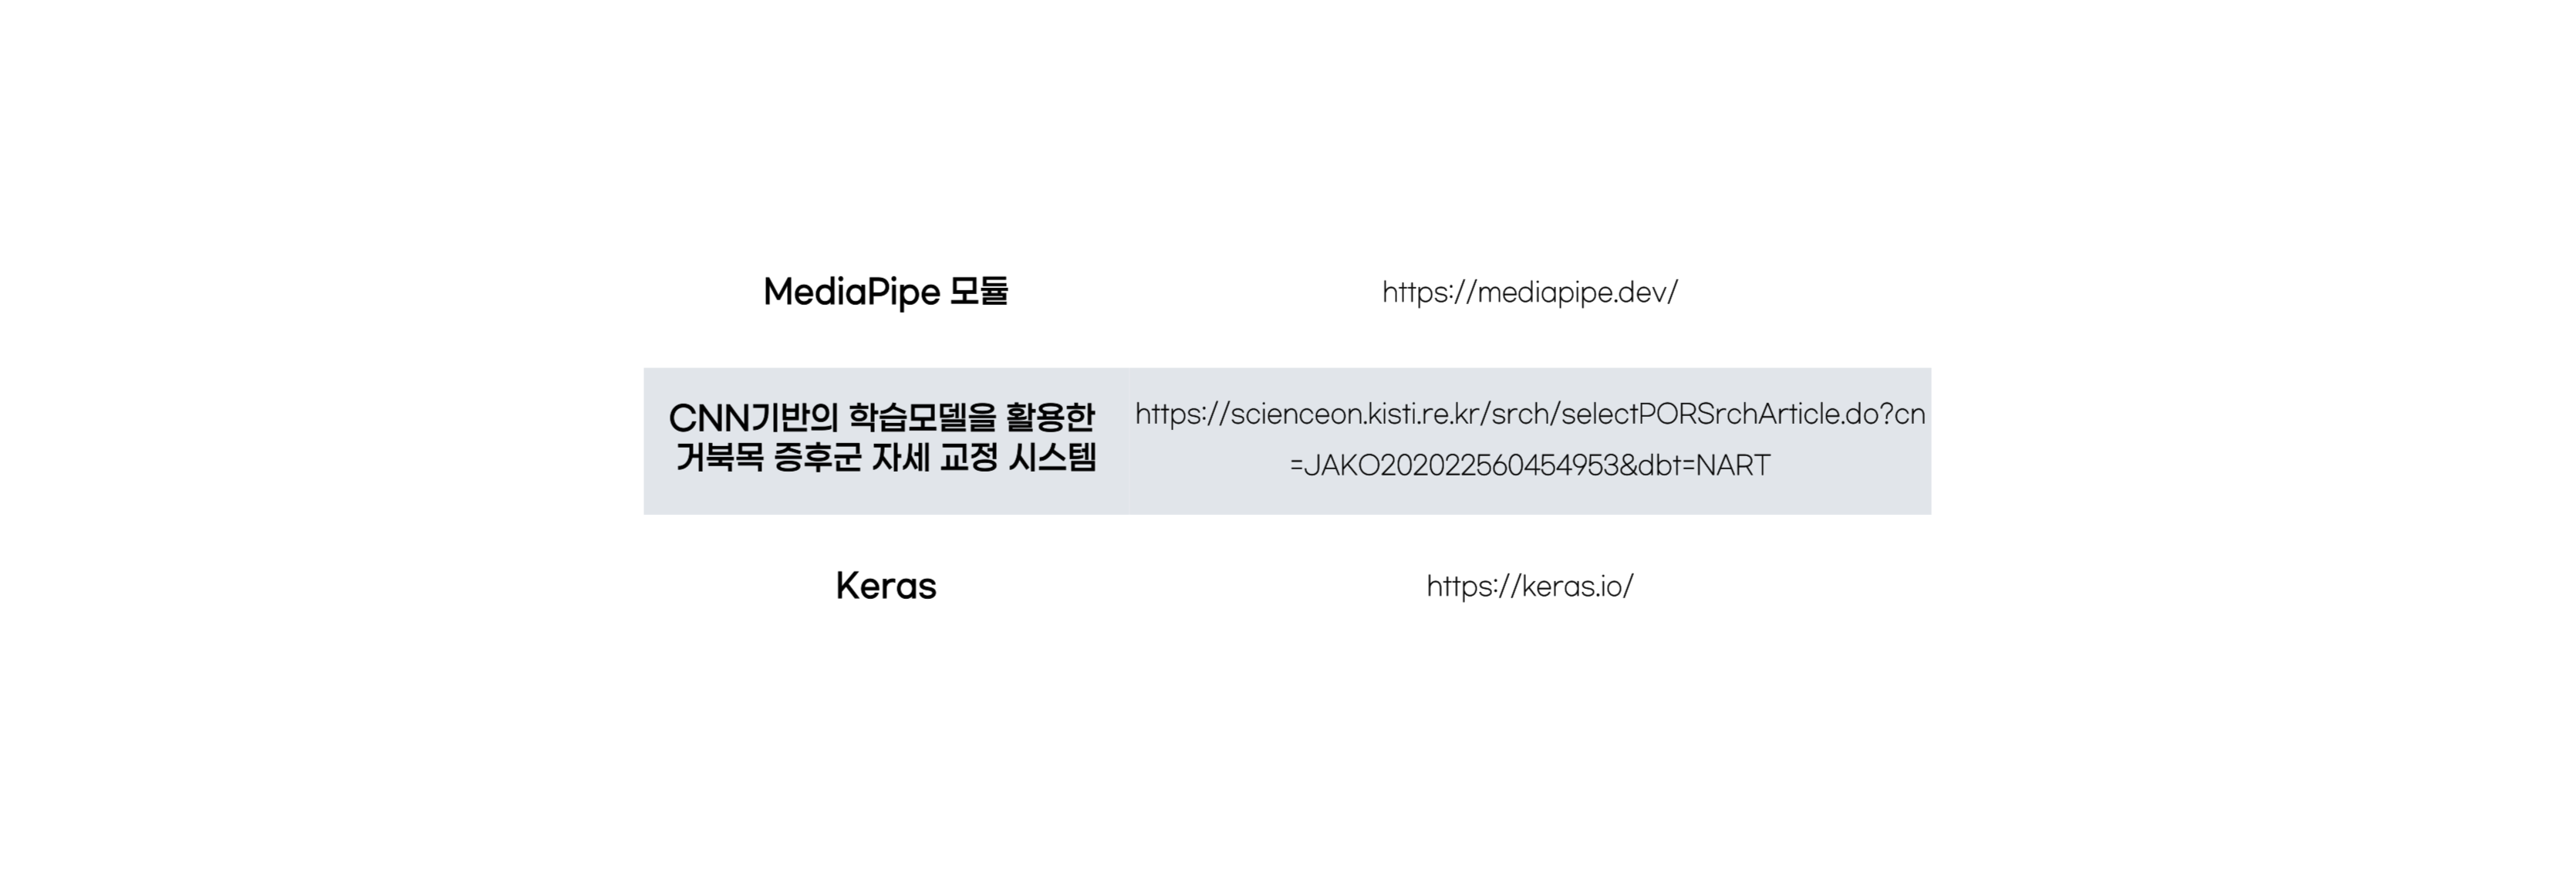 MediaPipe 모듈
https://mediapipe.dev/
CNN기반의 학습모델을 활용한
거북목 증후군 자세 교정 시스템
https://scienceon.kisti.re.kr/srch/selectPORSrchArticle.do?cn
=JAKO202022560454953&dbt=NART
Keras
https://keras.io/